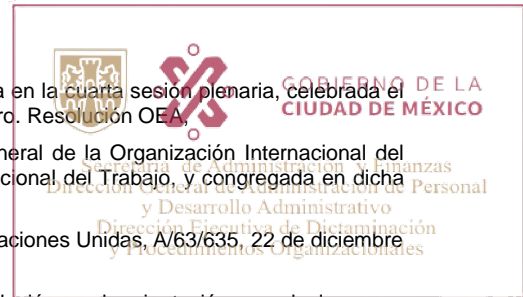 a en la cuarta sesión plenaria, celebrada el
ro. Resolución OEA,
GOBIERNO DE LA
CIUDAD DE MÉXICO
neral de la Organización Internacional del
cional del Trabajo, y congregada en dicha
Secretaría de Administración y Finanzas
Dirección General de Administración de Personal
y Desarrollo Administrativo
Dirección Ejecutiva de Dictaminación
y Procedimientos Organizacionales
aciones Unidas, A/63/635, 22 de diciembre